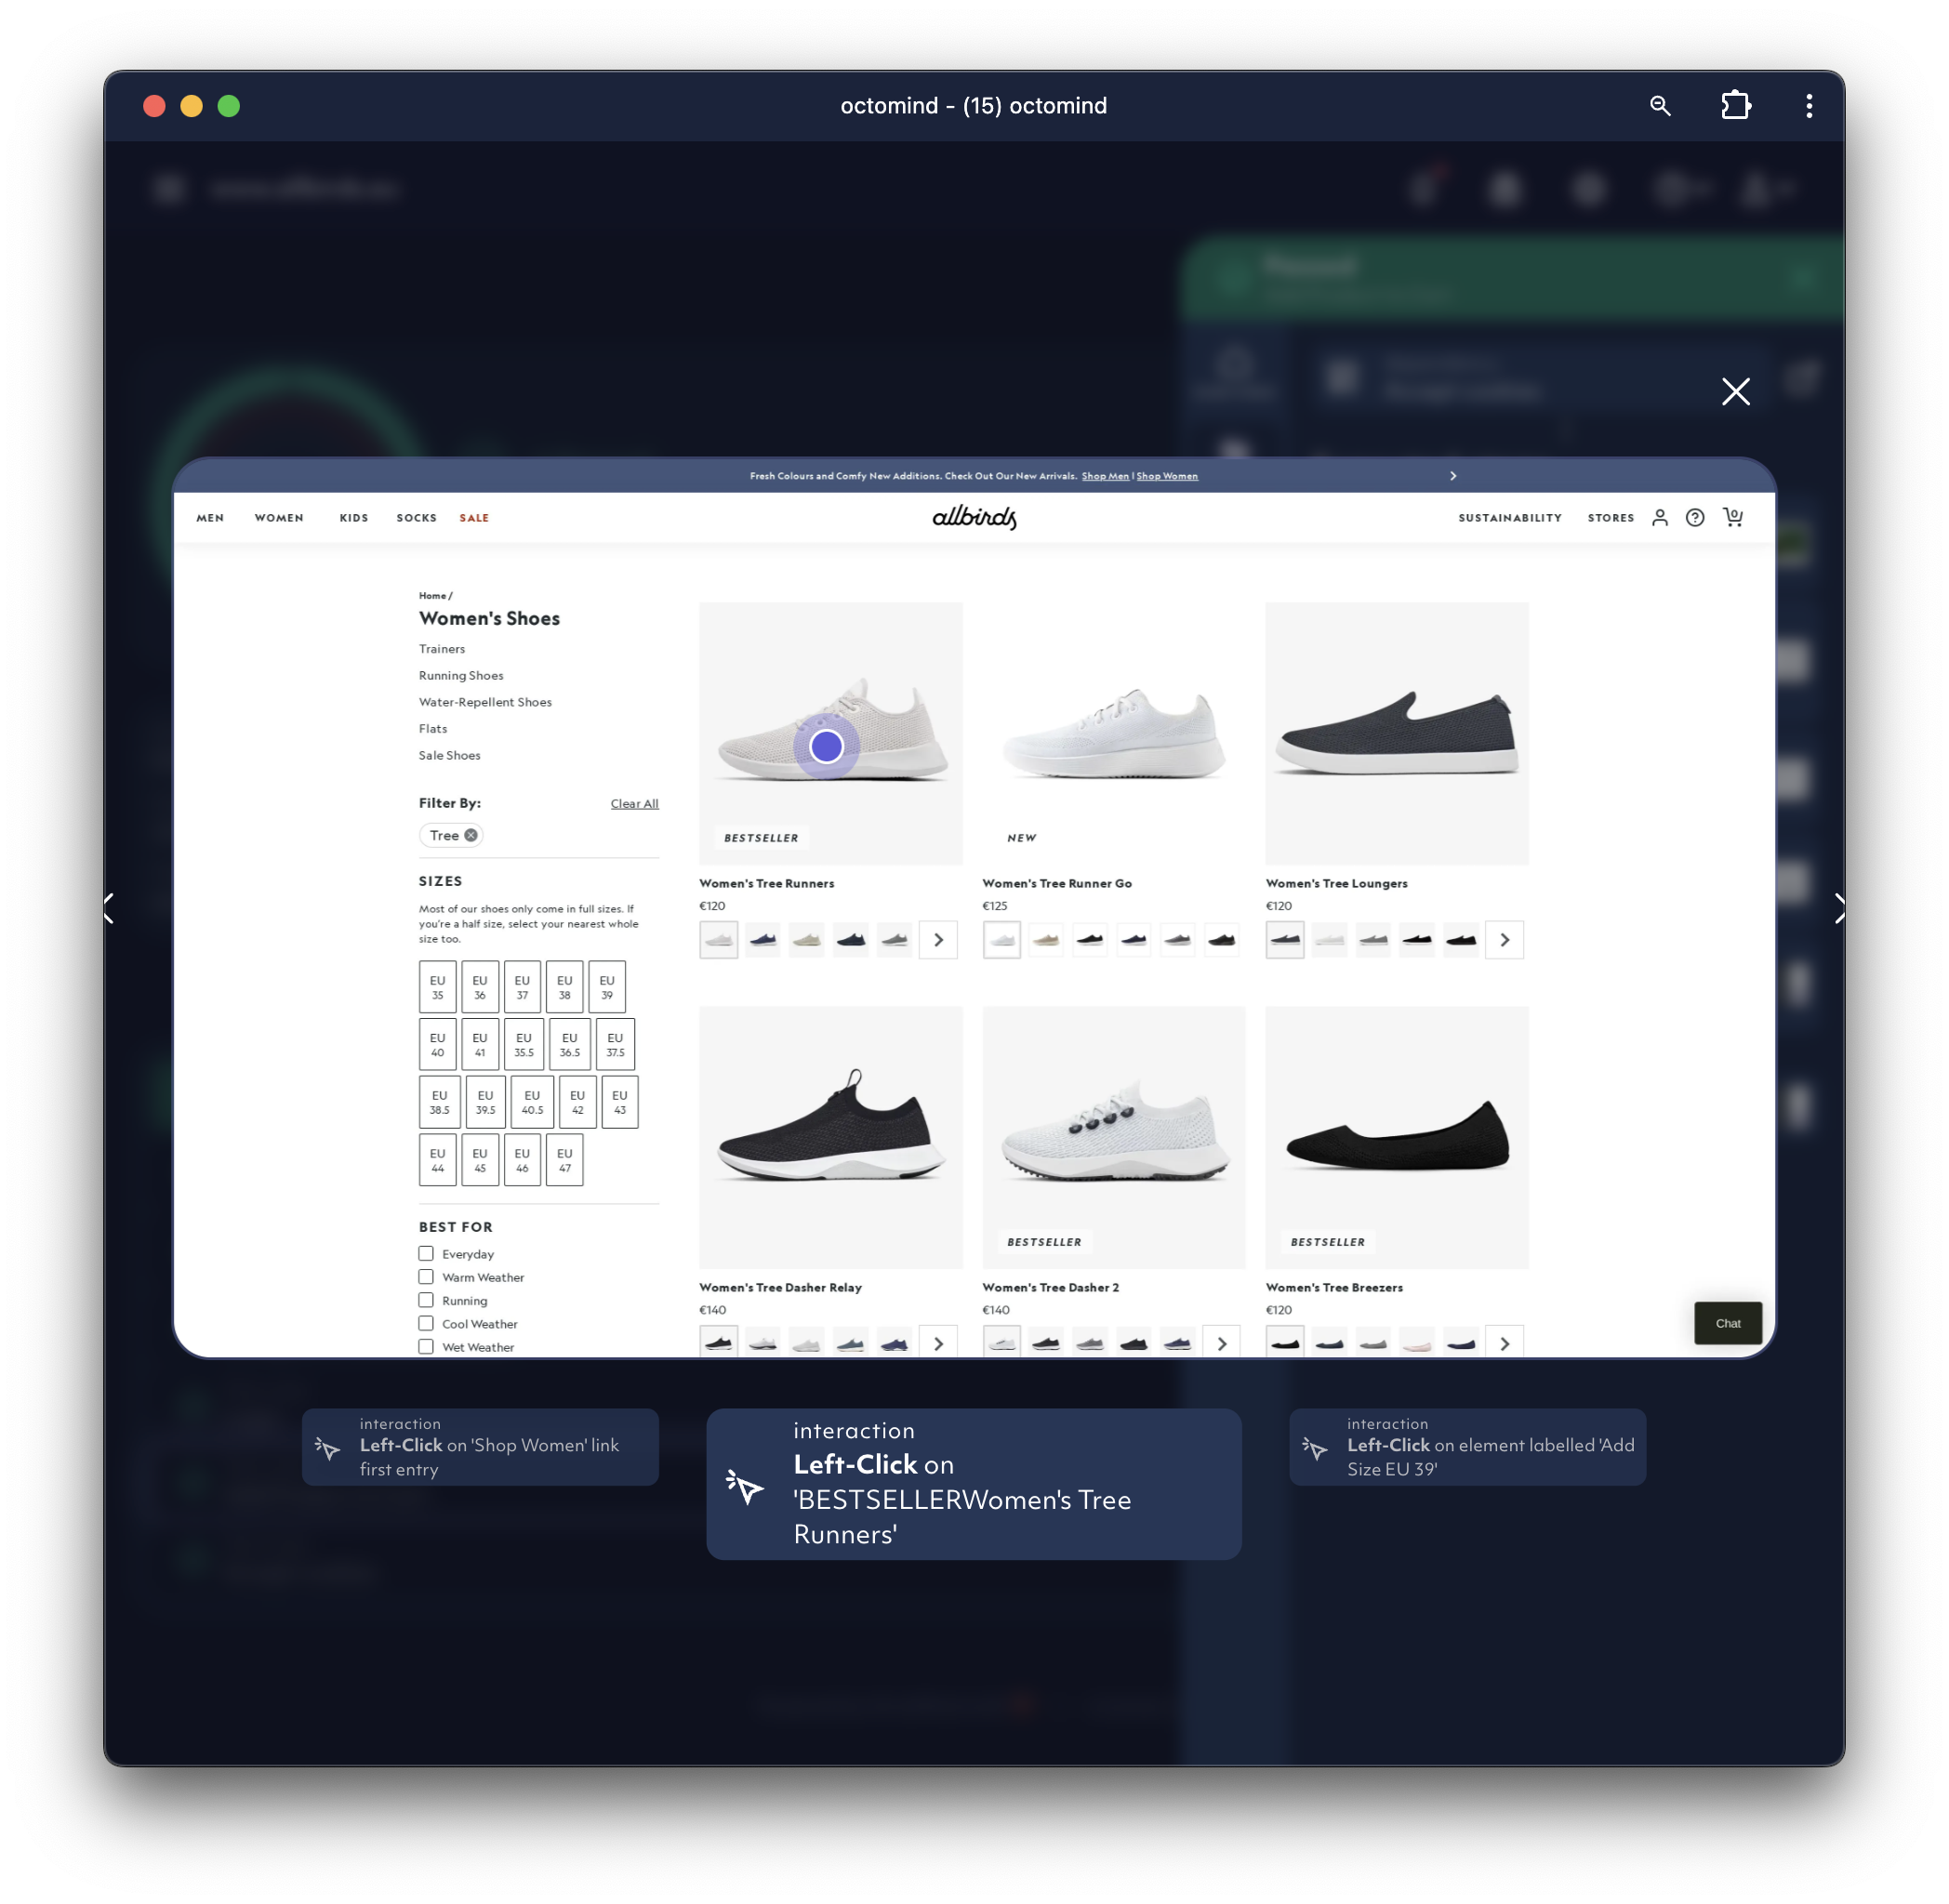 octomind - (15) octomind
Passed
Fresh Colours and Comfy New Additions. Check Out Our New Arrivals. Shop Men | Shop Women
MEN WOMEN KIDS SOCKS SALE allbirds SUSTAINABILITY STORES 0
Home /
Women's Shoes
Trainers
Running Shoes
Water-Repellent Shoes
Flats
Sale Shoes
Filter By: Clear All
Tree
SIZES
Most of our shoes only come in full sizes. If
you're a half size, select your nearest whole
size too.
EU EU EU EU EU
35 36 37 38 39
EU EU EU EU EU
40 41 35.5 36.5 37.5
EU EU EU EU EU
38.5 39.5 40.5 42 43
EU EU EU EU
44 45 46 47
BEST FOR
Everyday
Warm Weather
Running
Cool Weather
Wet Weather
BESTSELLER
Women's Tree Runners
€120
NEW
Women's Tree Runner Go
€125
Women's Tree Loungers
€120
Women's Tree Dasher Relay
€140
BESTSELLER
Women's Tree Dasher 2
€140
BESTSELLER
Women's Tree Breezers
€120
Chat
interaction
Left-Click on 'Shop Women' link
first entry
interaction
Left-Click on
'BESTSELLERWomen's Tree
Runners'
interaction
Left-Click on element labelled 'Add
Size EU 39'